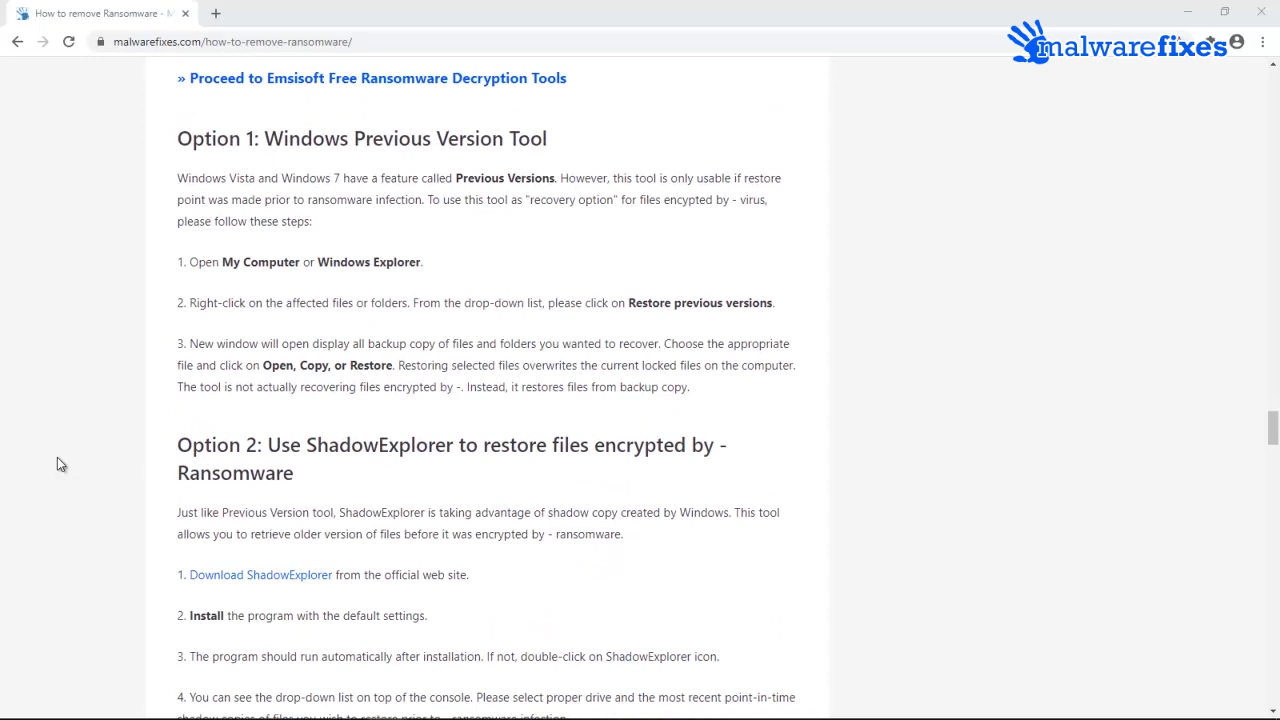 How to remove Ransomware -
malwarefixes.com/how-to-remove-ransomware/
malwarefixes
» Proceed to Emsisoft Free Ransomware Decryption Tools
Option 1: Windows Previous Version Tool
Windows Vista and Windows 7 have a feature called Previous Versions. However, this tool is only usable if restore
point was made prior to ransomware infection. To use this tool as "recovery option" for files encypted by - virus,
please follow these steps:
1. Open My Computer or Windows Explorer.
2. Right-click on the affected files or folders. From the drop-down list, please click on Restore previous versions.
3. New window will open display all backup copy of files and folders you wanted to recover. Choose the appropriate
file and click on Open, Copy, or Restore. Restoring selected files overwrites the current locked files on the computer.
The tool is not actually recovering files encrypted by -. Instead, it restores files from backup copy.
Option 2: Use ShadowExplorer to restore files encrypted by -
Ransomware
Just like Previous Version tool, ShadowExplorer is taking advantage of shadow copy created by Windows. This tool
allows you to retrieve older version of files before it was encrypted by - ransomware.
1. Download ShadowExplorer from the official web site.
2. Install the program with the default settings.
3. The program should run automatically after installation. If not, double-click on ShadowExplorer icon.
4. You can see the drop-down list on top of the console. Please select proper drive and the most recent point-in-time
shadow copies of files you wish to restore prior to - ransomware infection.